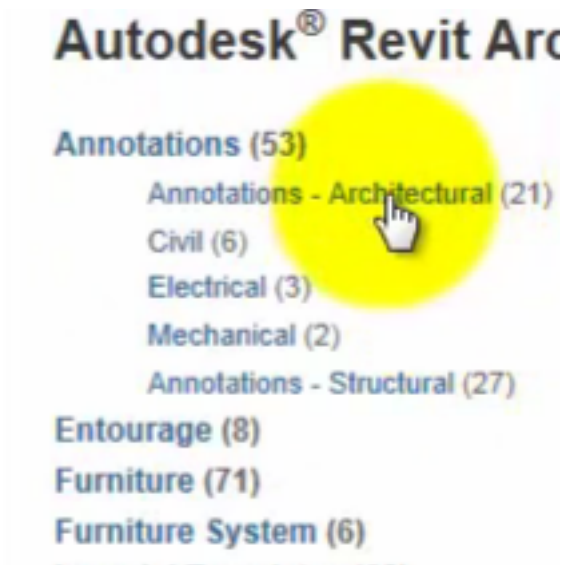 Autodesk® Revit Arc
Annotations (53)
Annotations - Architectural (21)
Civil (6)
Electrical (3)
Mechanical (2)
Annotations - Structural (27)
Entourage (8)
Furniture (71)
Furniture System (6)